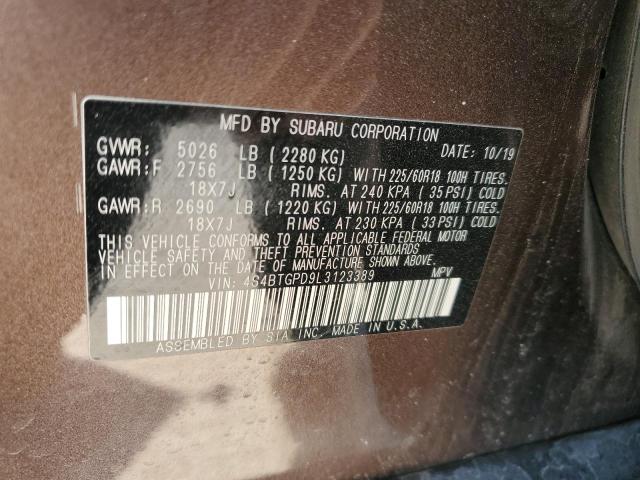 MFD BY SUBARU CORPORATION
GVWR: 5026 LB ( 2280 KG) DATE: 10/19
GAWR:F 2756 LB ( 1250 KG) WITH 225/60R18 100H TIRES.
18X7J RIMS. AT 240 KPA ( 35 PSI) COLD
GAWR:R 2690 LB ( 1220 KG) WITH 225/60R18 100H TIRES.
18X7J RIMS. AT 230 KPA ( 33 PSI) COLD
THIS VEHICLE CONFORMS TO ALL APPLICABLE FEDERAL MOTOR
VEHICLE SAFETY AND THEFT PREVENTION STANDARDS
IN EFFECT ON THE DATE OF MANUFACTURE SHOWN ABOVE.
VIN: 4S4BTGPD9L3123389 MPV
ASSEMBLED BY SIA INC. MADE IN U.S.A.